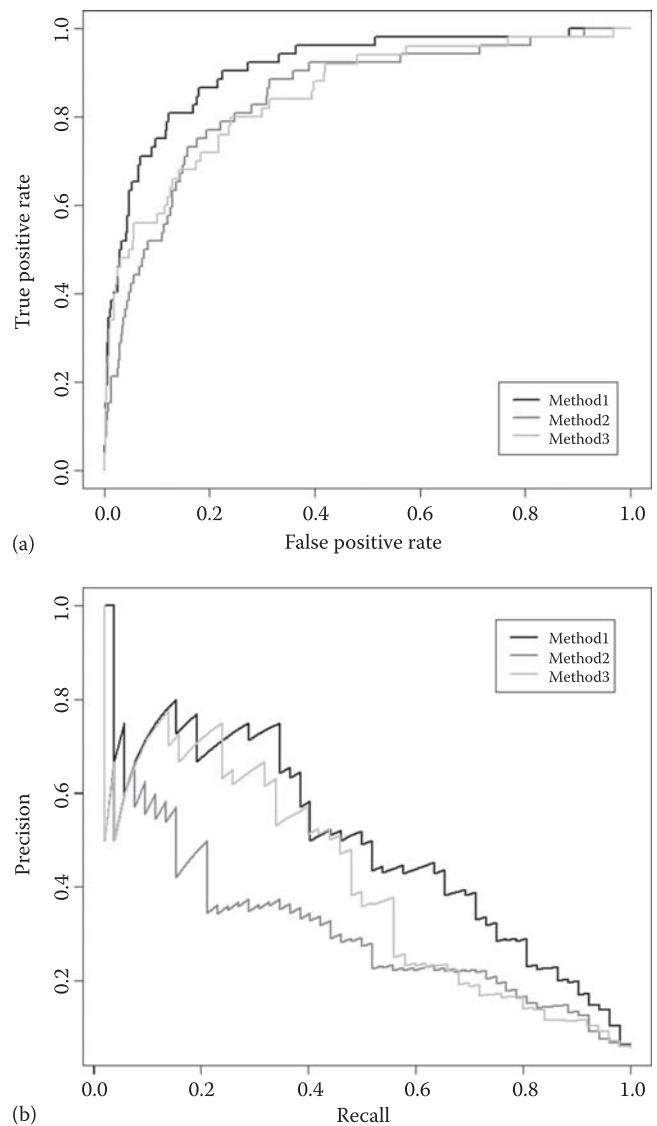 1.0
0.8
0.6
0.4
0.2
0.0
True positive rate
Method1
Method2
Method3
0.0 0.2 0.4 0.6 0.8 1.0
False positive rate
(a)
1.0
0.8
0.6
0.4
0.2
Precision
Method1
Method2
Method3
0.0 0.2 0.4 0.6 0.8 1.0
Recall
(b)